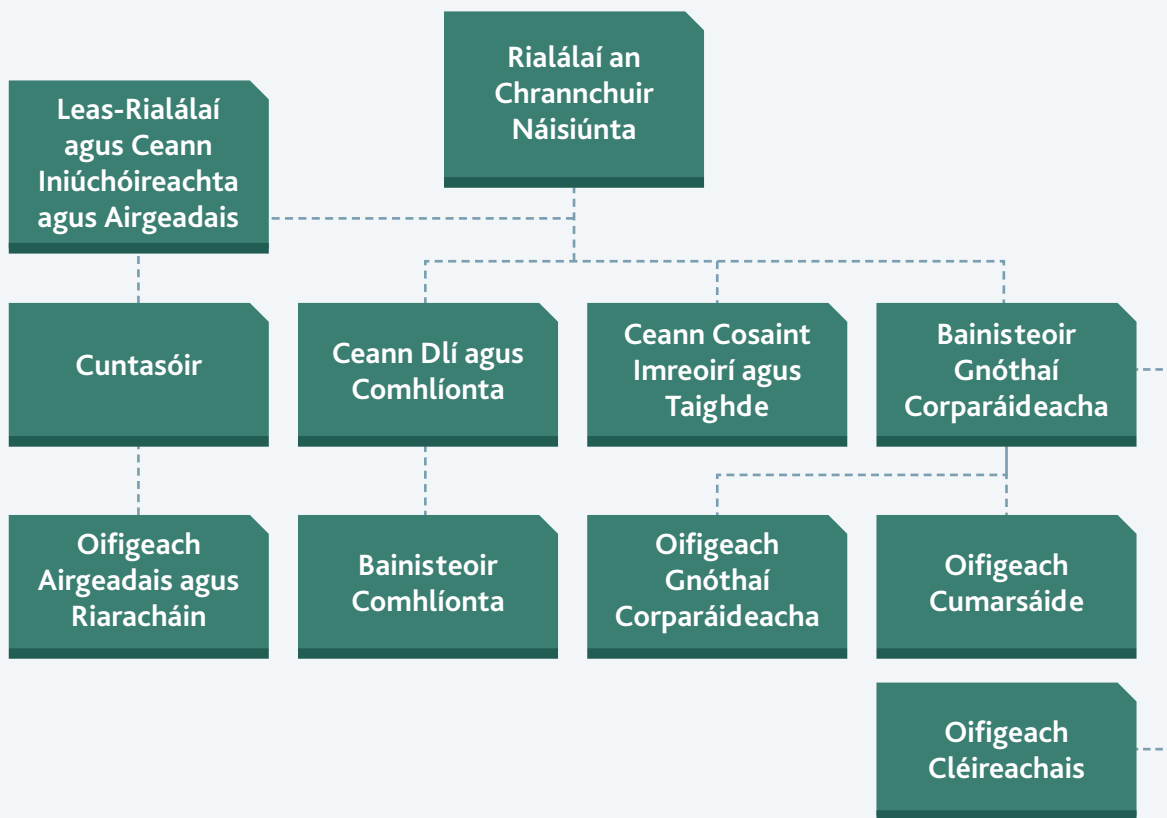 Rialálaí an
Chrannchuir
Náisiúnta
Leas-Rialálaí
agus Ceann
Iniúchóireachta
agus Airgeadais
Cuntasóir
Ceann Dlí agus
Comhlíonta
Ceann Cosaint
Imreoirí agus
Taighde
Bainisteoir
Gnóthaí
Corparáideacha
Oifigeach
Airgeadais agus
Riaracháin
Bainisteoir
Comhlíonta
Oifigeach
Gnóthaí
Corparáideacha
Oifigeach
Cumarsáide
Oifigeach
Cléireachais